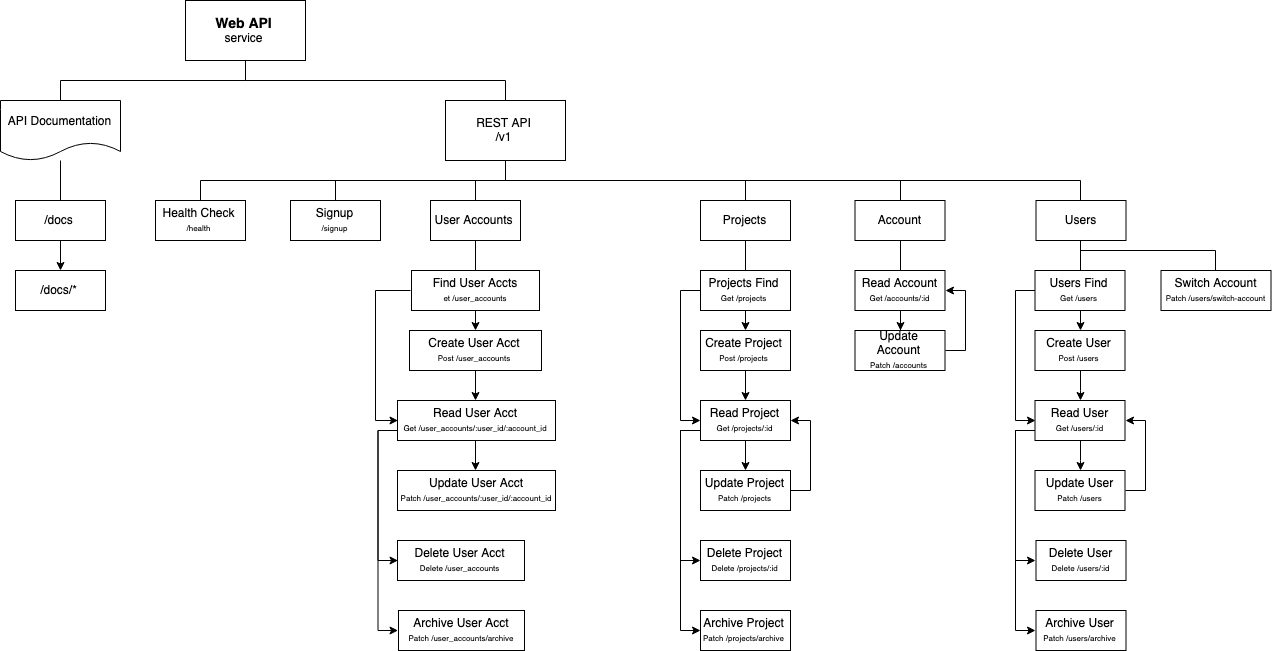 Web API
service
API Documentation
REST API
/v1
/docs
Health Check
/health
Signup
/signup
User Accounts
Projects
Account
Users
/docs/*
Find User Accts
et /user_accounts
Projects Find
Get /projects
Read Account
Get /accounts/:id
Users Find
Get /users
Switch Account
Patch /users/switch-account
Create User Acct
Post /user_accounts
Create Project
Post /projects
Update
Account
Patch /accounts
Create User
Post /users
Read User Acct
Get /user_accounts/:user_id/:account_id
Read Project
Get /projects/:id
Read User
Get /users/:id
Update User Acct
Patch /user_accounts/:user_id/:account_id
Update Project
Patch /projects
Update User
Patch /users
Delete User Acct
Delete /user_accounts
Delete Project
Delete /projects/:id
Delete User
Delete /users/:id
Archive User Acct
Patch /user_accounts/archive
Archive Project
Patch /projects/archive
Archive User
Patch /users/archive